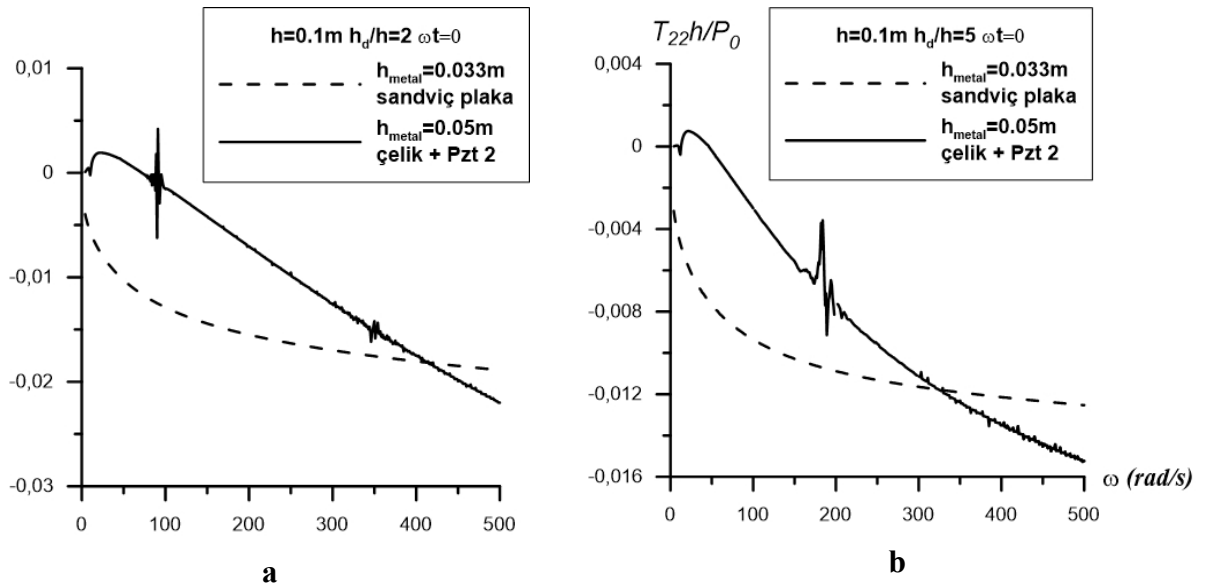 h=0.1m h_d/h=2 ωt=0
h_metal=0.033m
sandviç plaka
h_metal=0.05m
çelik + Pzt 2
0,01
0
-0,01
-0,02
-0,03
0 100 200 300 400 500
a
T_22h/P_0
h=0.1m h_d/h=5 ωt=0
h_metal=0.033m
sandviç plaka
h_metal=0.05m
çelik + Pzt 2
0,004
0
-0,004
-0,008
-0,012
-0,016
0 100 200 300 400 500
ω (rad/s)
b